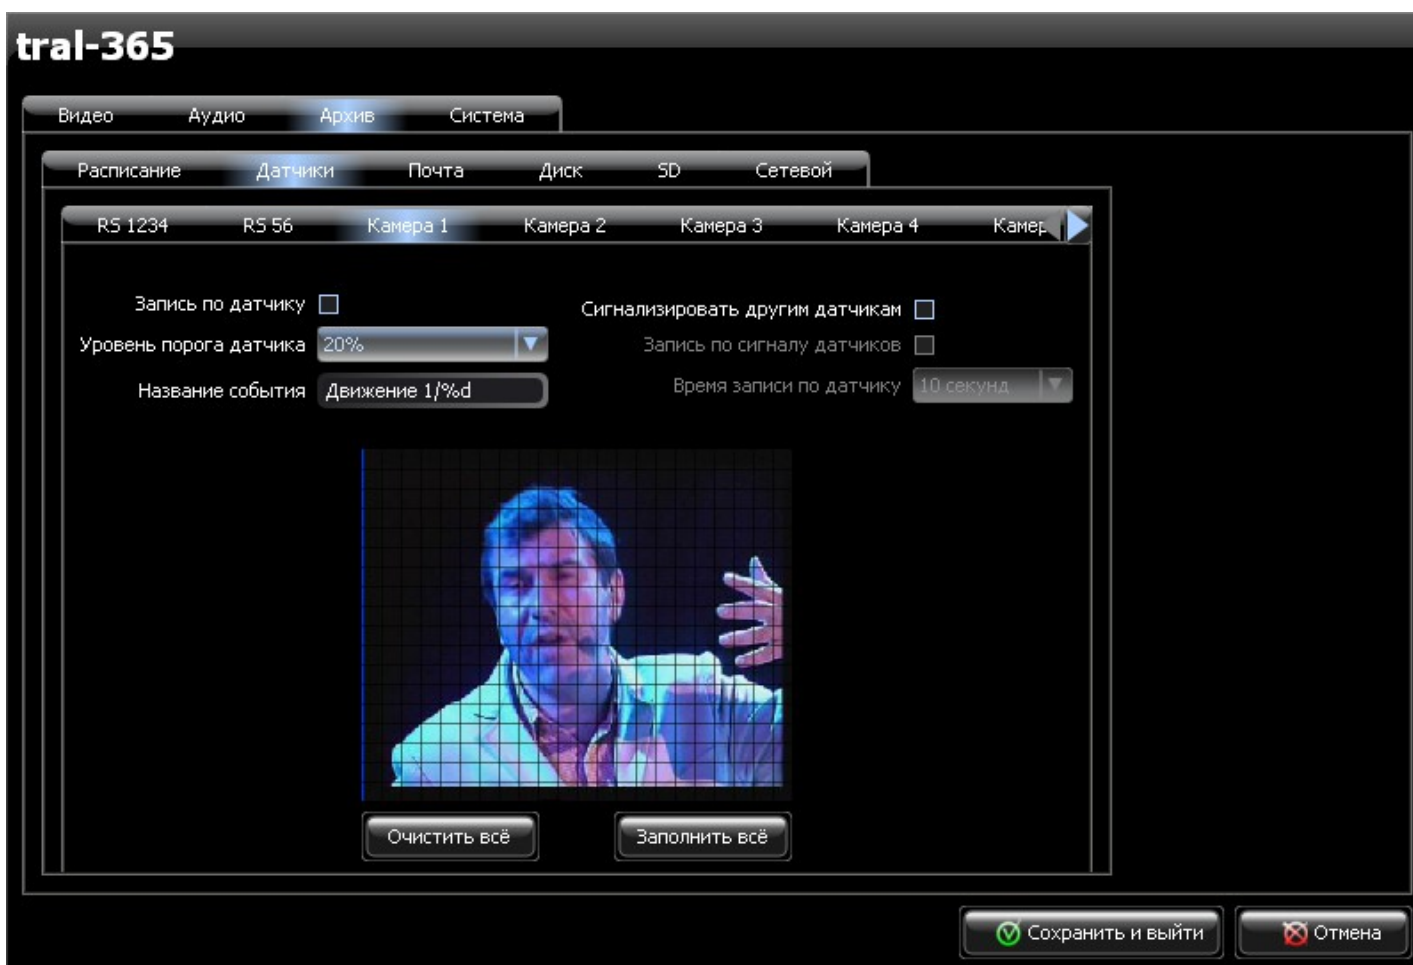 tral-365
Видео Аудио Архив Система
Расписание Датчики Почта Диск SD Сетевой
RS 1234 RS 56 Камера 1 Камера 2 Камера 3 Камера 4 Камер
Запись по датчику Сигнализировать другим датчикам
Уровень порога датчика 20% Запись по сигналу датчиков
Название события Движение 1/%d Время записи по датчику 10 секунд
Очистить всё Заполнить всё
Сохранить и выйти Отмена